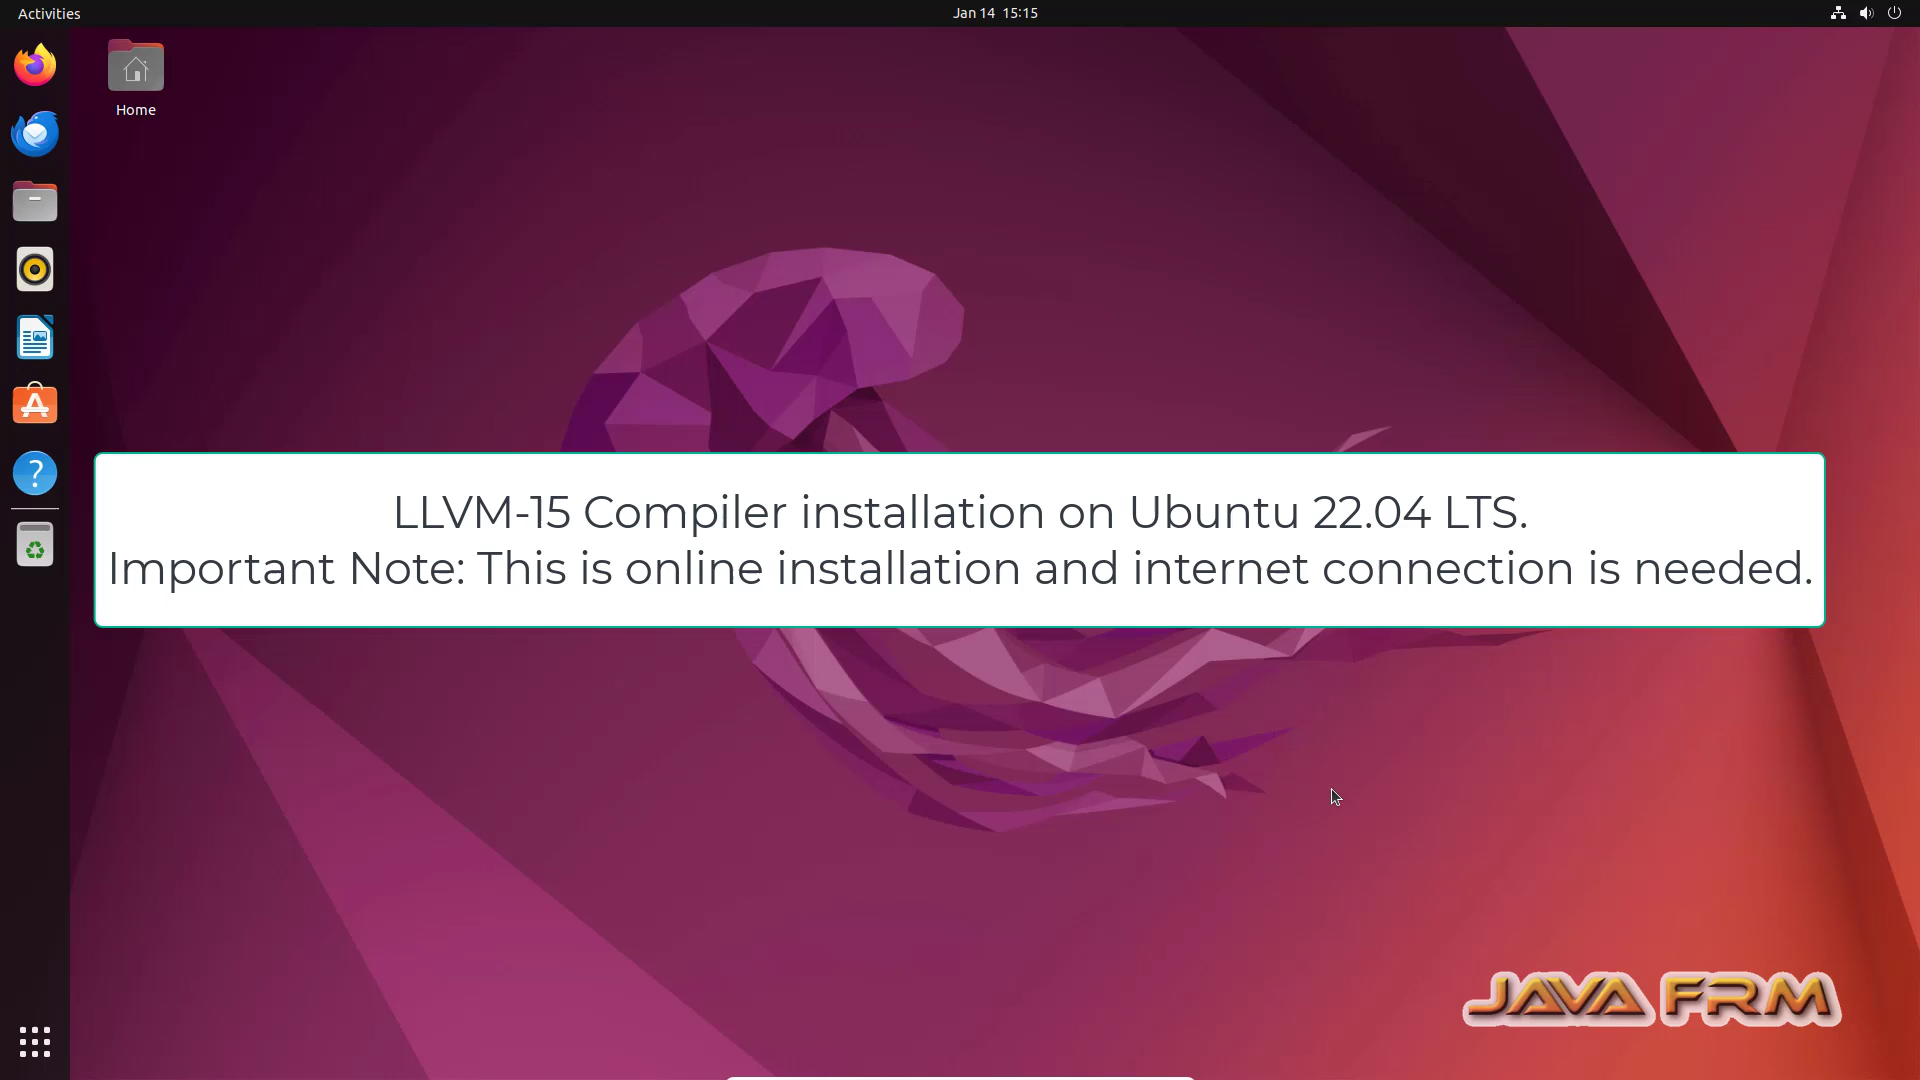 Activities
Jan 14 15:15
Home
LLVM-15 Compiler installation on Ubuntu 22.04 LTS.
Important Note: This is online installation and internet connection is needed.
JAVA FRM